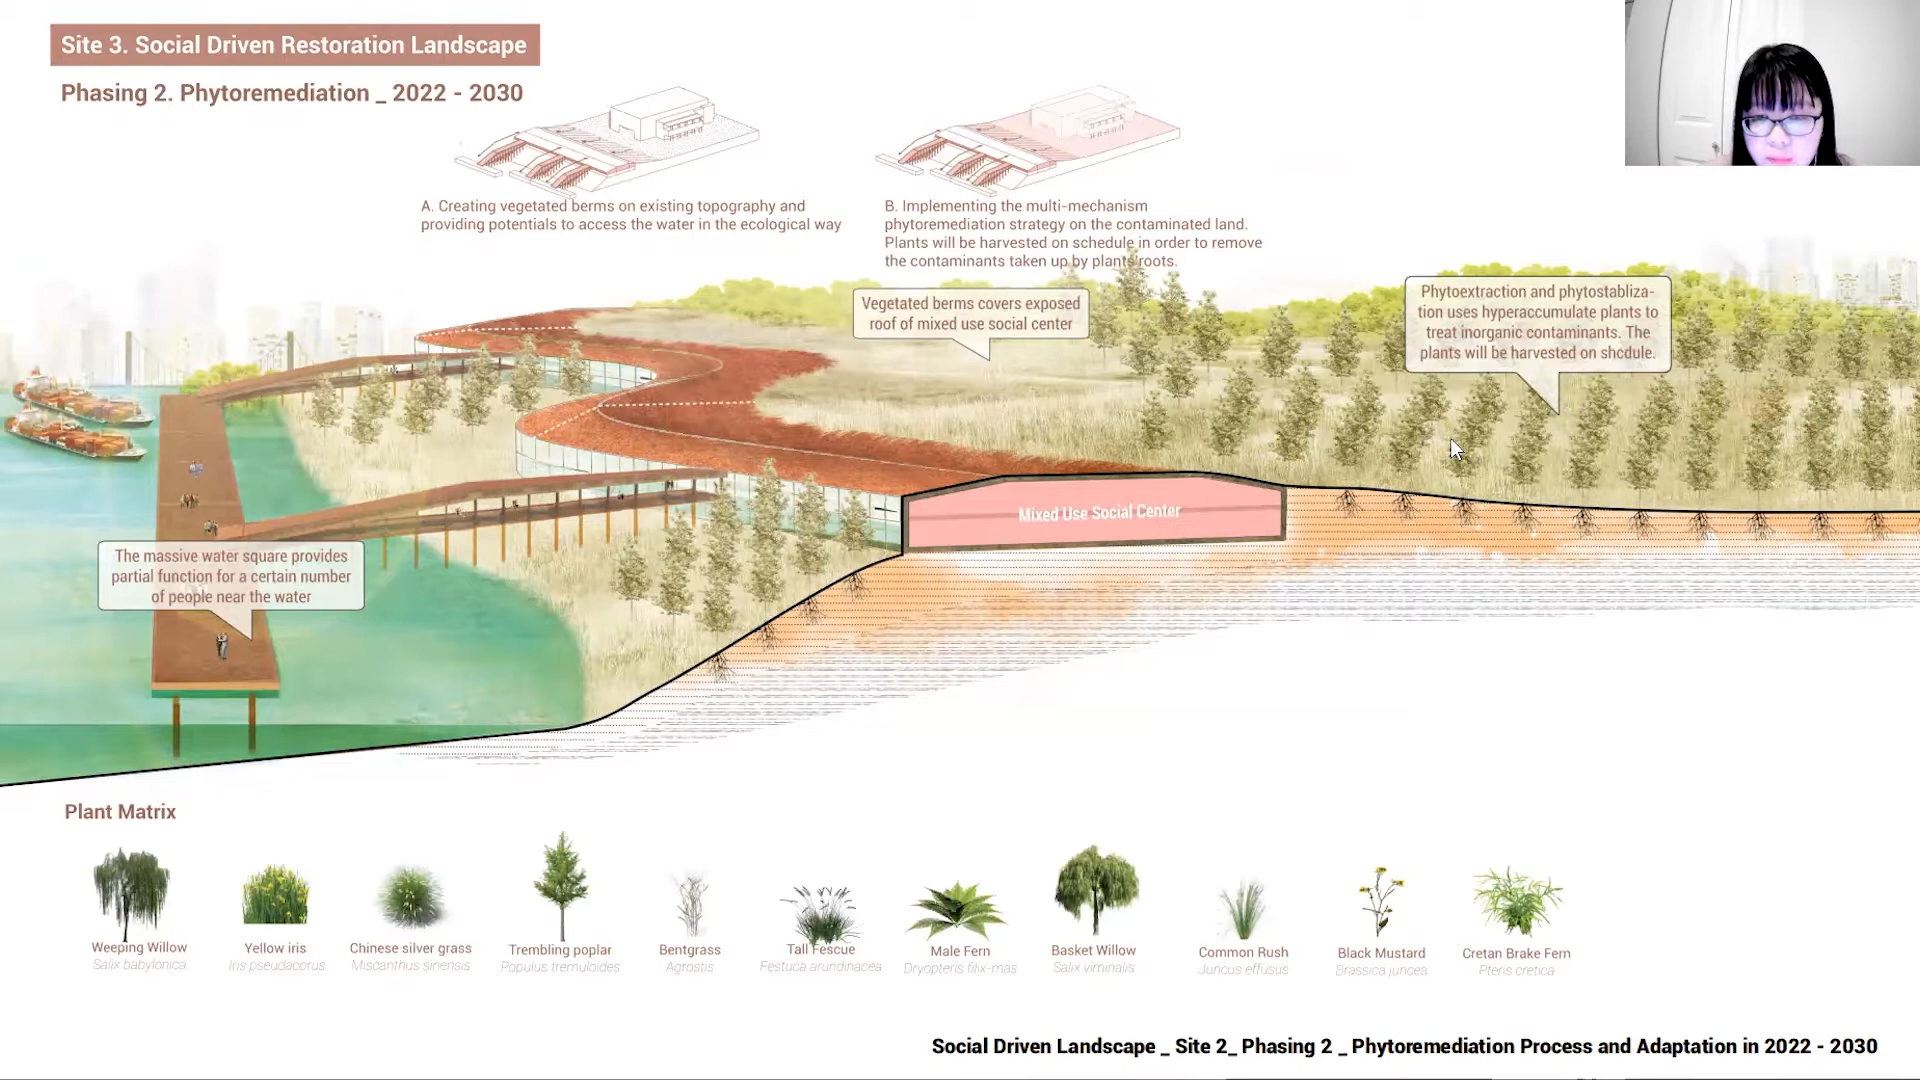 Site 3. Social Driven Restoration Landscape
Phasing 2. Phytoremediation _ 2022 - 2030
A. Creating vegetated berms on existing topography and
providing potentials to access the water in the ecological way
B. Implementing the multi-mechanism
phytoremediation strategy on the contaminated land.
Plants will be harvested on schedule in order to remove
the contaminants taken up by plants'roots.
Vegetated berms covers exposed
roof of mixed use social center
Phytoextraction and phytostabliza-
tion uses hyperaccumulate plants to
treat inorganic contaminants. The
plants will be harvested on shcdule.
Mixed Use Social Center
The massive water square provides
partial function for a certain number
of people near the water
Plant Matrix
Weeping Willow
Salix babylonica
Yellow iris
Iris pseudacorus
Chinese silver grass
Miscanthus sinensis
Trembling poplar
Populus tremuloides
Bentgrass
Agrostis
Tall Fescue
Festuca arundinacea
Male Fern
Dryopteris filix-mas
Basket Willow
Salix viminalis
Common Rush
Juncus effusus
Black Mustard
Brassica juncea
Cretan Brake Fern
Pteris cretica
Social Driven Landscape _ Site 2_ Phasing 2 _ Phytoremediation Process and Adaptation in 2022 - 2030